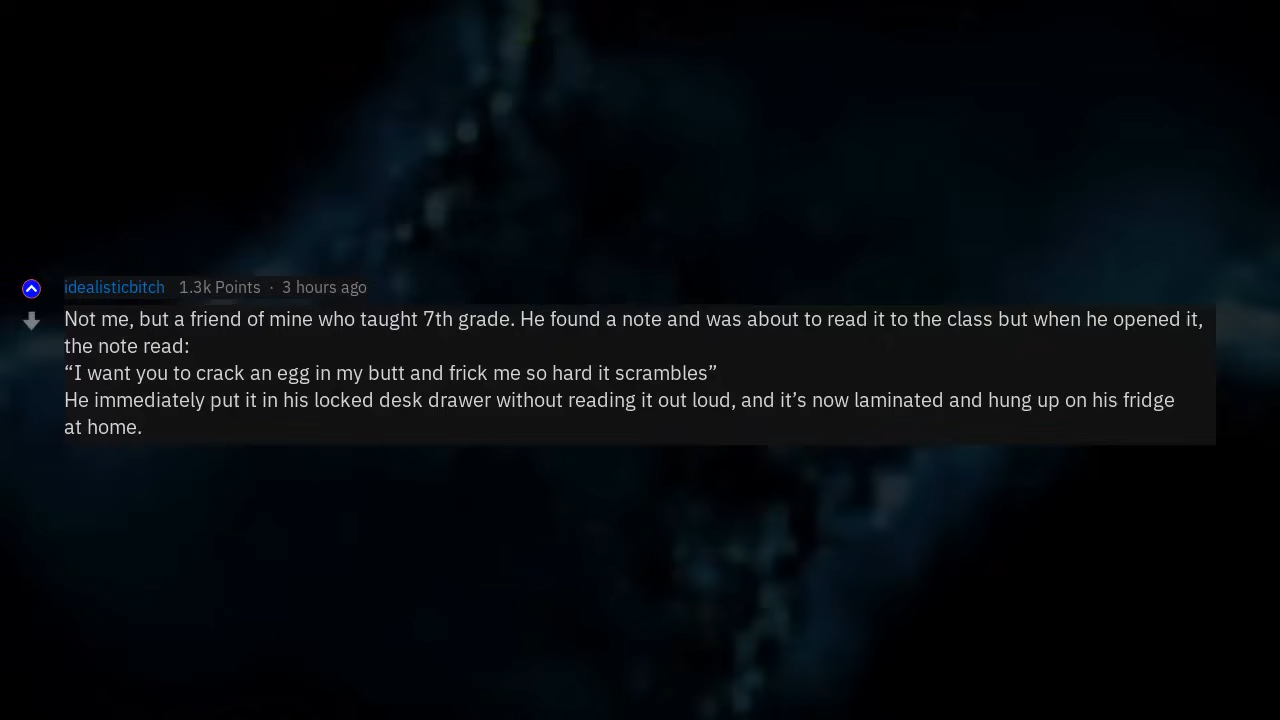 idealisticbitch 1.3k Points · 3 hours ago
Not me, but a friend of mine who taught 7th grade. He found a note and was about to read it to the class but when he opened it,
the note read:
“I want you to crack an egg in my butt and frick me so hard it scrambles”
He immediately put it in his locked desk drawer without reading it out loud, and it’s now laminated and hung up on his fridge
at home.